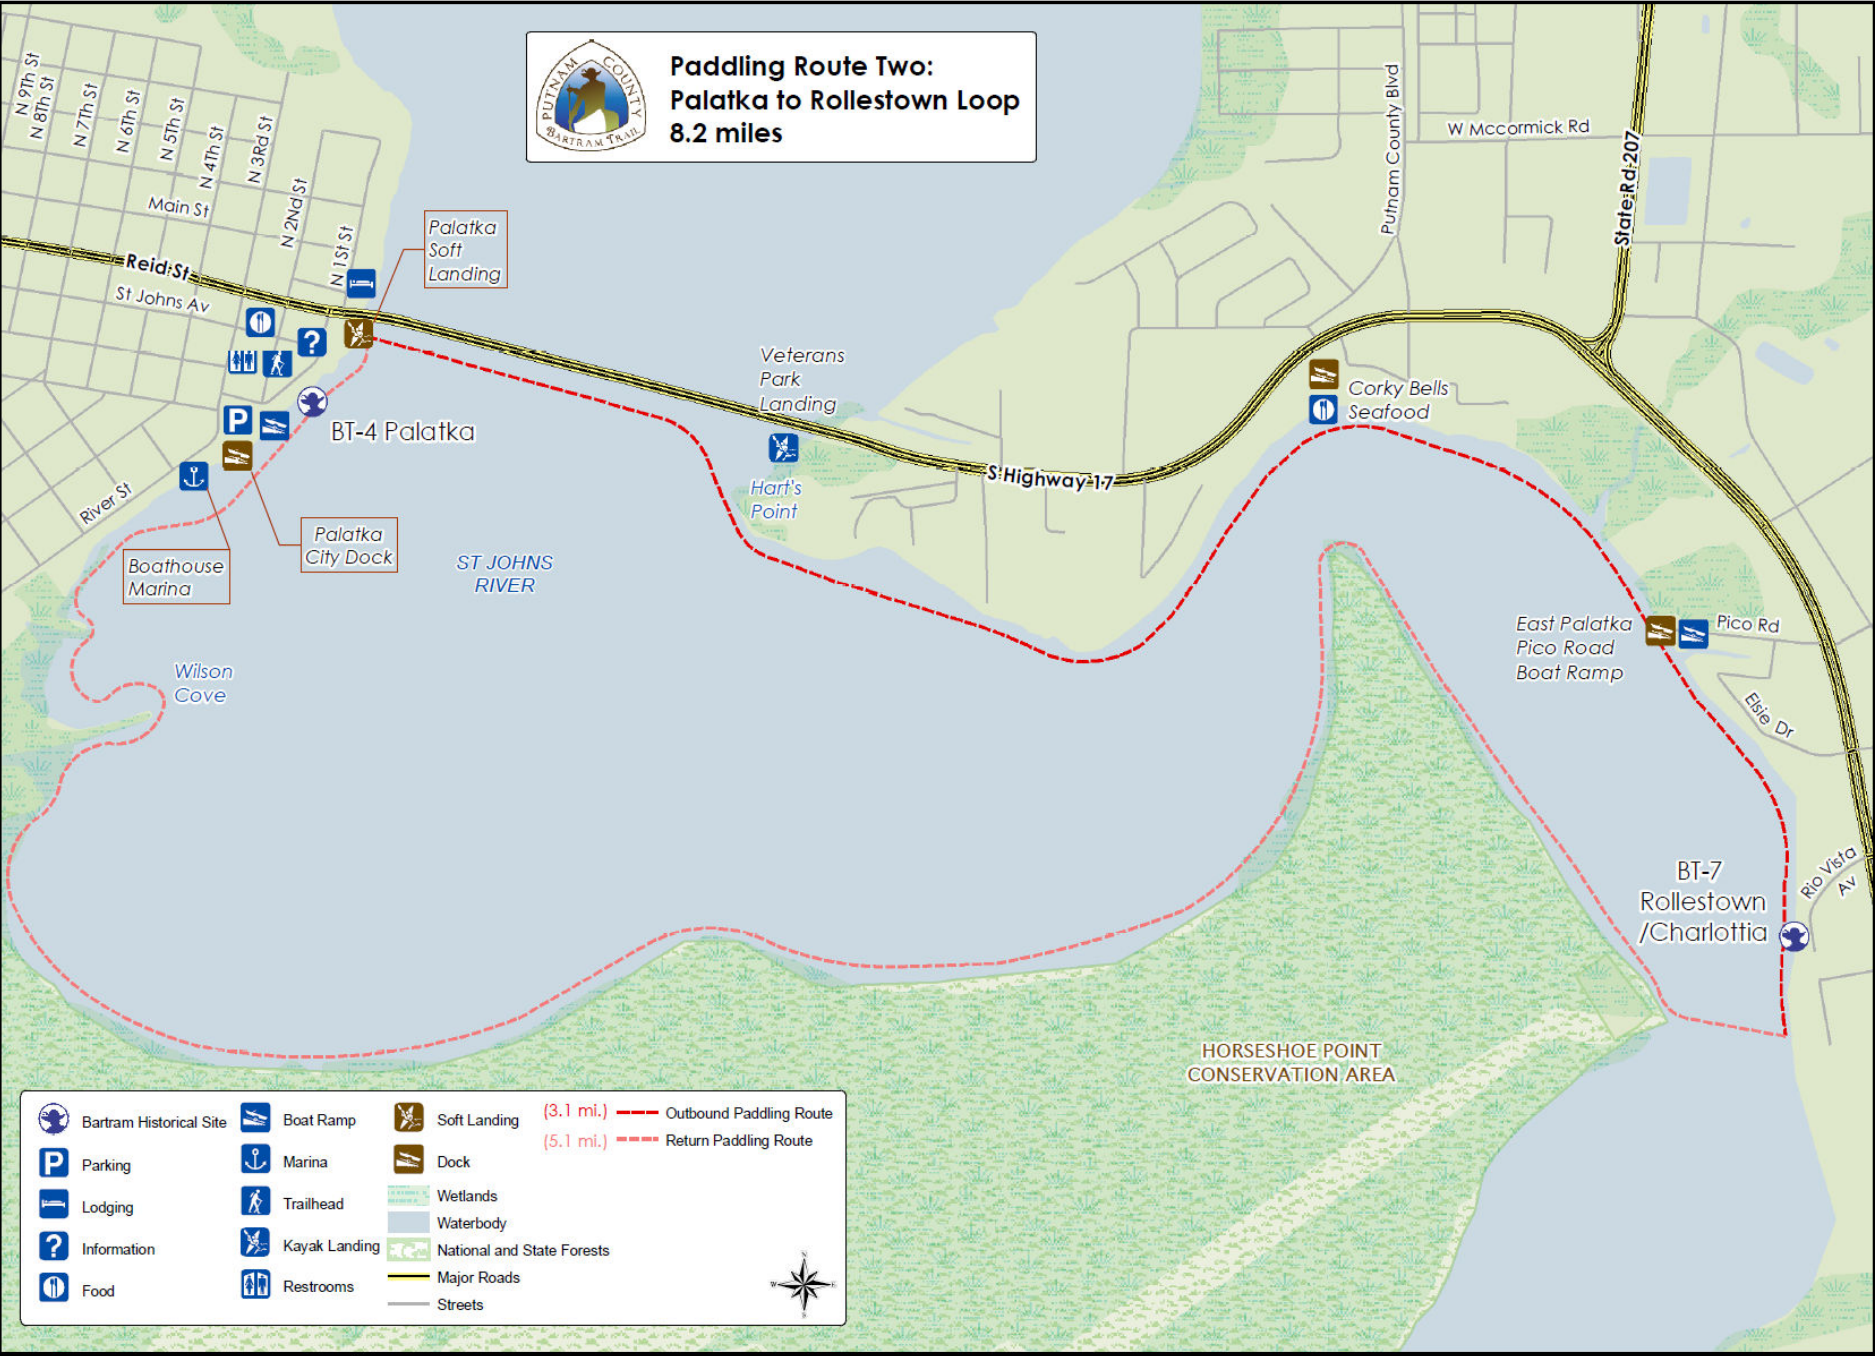 PUTNAM COUNTY
BARTRAM TRAIL
Paddling Route Two:
Palatka to Rollestown Loop
8.2 miles
N 9Th St
N 8Th St
N 7Th St
N 6Th St
N 5Th St
N 4Th St
N 3Rd St
N 2Nd St
N 1St St
Main St
Reid St
St Johns Av
River St
Palatka
Soft
Landing
BT-4 Palatka
Palatka
City Dock
Boathouse
Marina
ST JOHNS
RIVER
Wilson
Cove
Veterans
Park
Landing
Hart's
Point
S Highway 17
Putnam County Blvd
W Mccormick Rd
State Rd 207
Corky Bells
Seafood
East Palatka
Pico Road
Boat Ramp
Pico Rd
Elsie Dr
Rio Vista
Av
BT-7
Rollestown
/Charlottia
HORSESHOE POINT
CONSERVATION AREA
Bartram Historical Site
P Parking
Lodging
? Information
Food
Boat Ramp
Marina
Trailhead
Kayak Landing
Restrooms
Soft Landing
Dock
Wetlands
Waterbody
National and State Forests
Major Roads
Streets
(3.1 mi.) Outbound Paddling Route
(5.1 mi.) Return Paddling Route
N
W E
S